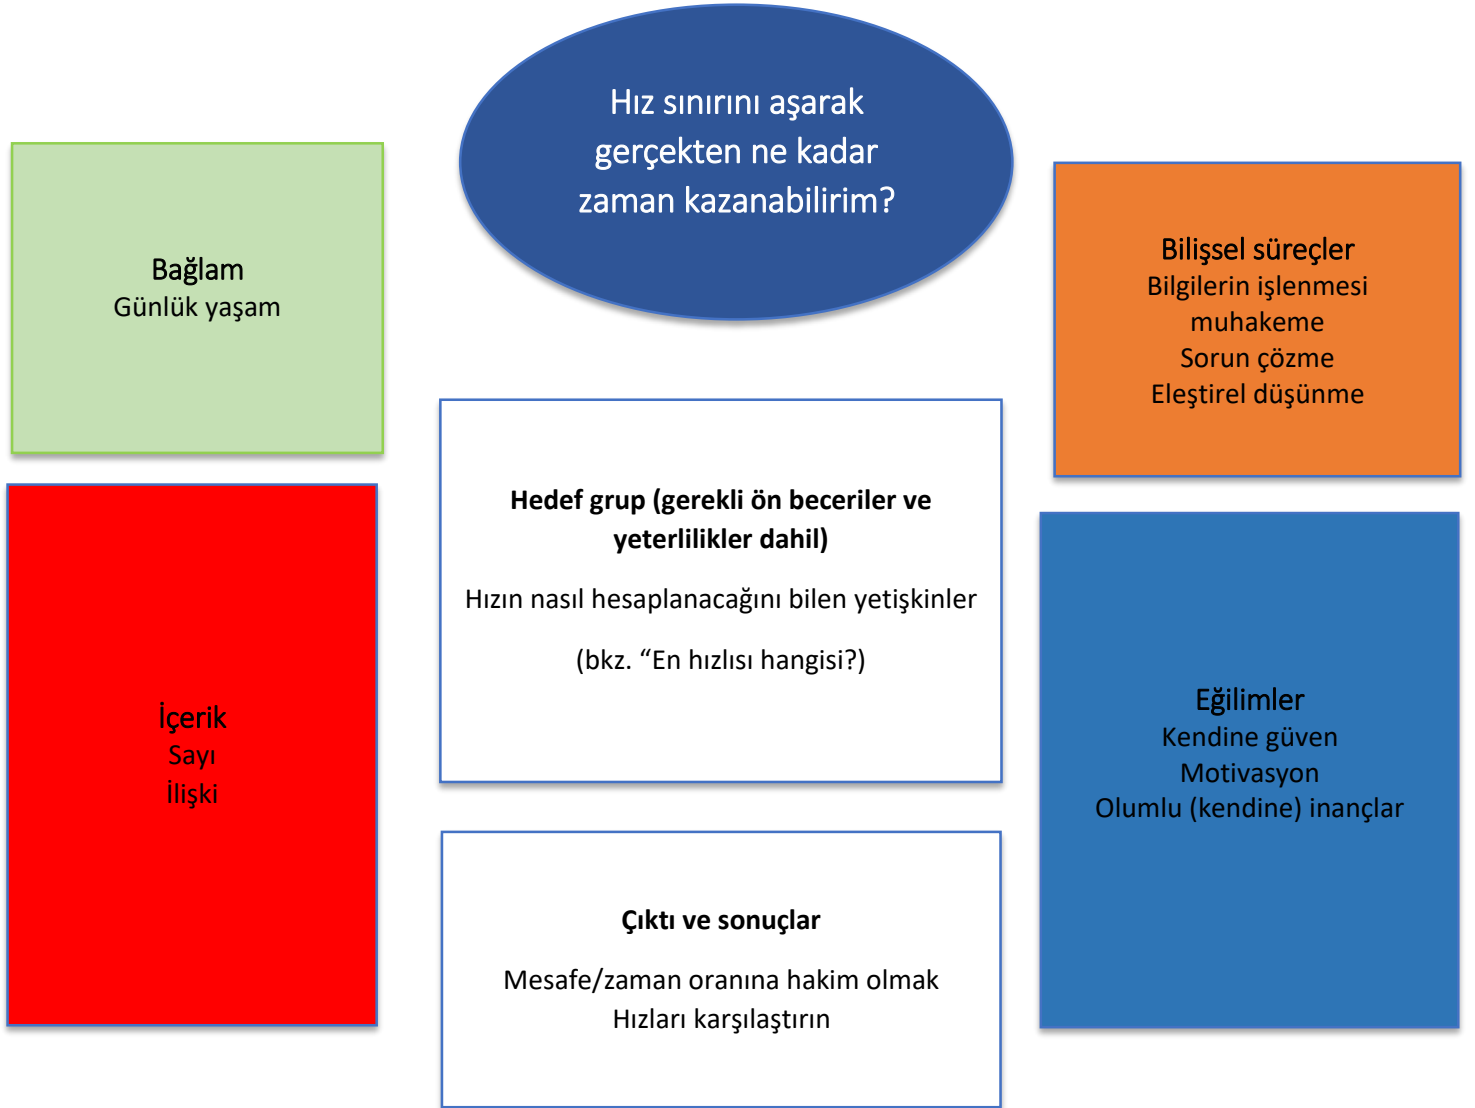 Hız sınırını aşarak
gerçekten ne kadar
zaman kazanabilirim?
Bağlam
Günlük yaşam
Bilişsel süreçler
Bilgilerin işlenmesi
muhakeme
Sorun çözme
Eleştirel düşünme
Hedef grup (gerekli ön beceriler ve
yeterlilikler dahil)
Hızın nasıl hesaplanacağını bilen yetişkinler
(bkz. “En hızlısı hangisi?)
İçerik
Sayı
İlişki
Eğilimler
Kendine güven
Motivasyon
Olumlu (kendine) inançlar
Çıktı ve sonuçlar
Mesafe/zaman oranına hakim olmak
Hızları karşılaştırın